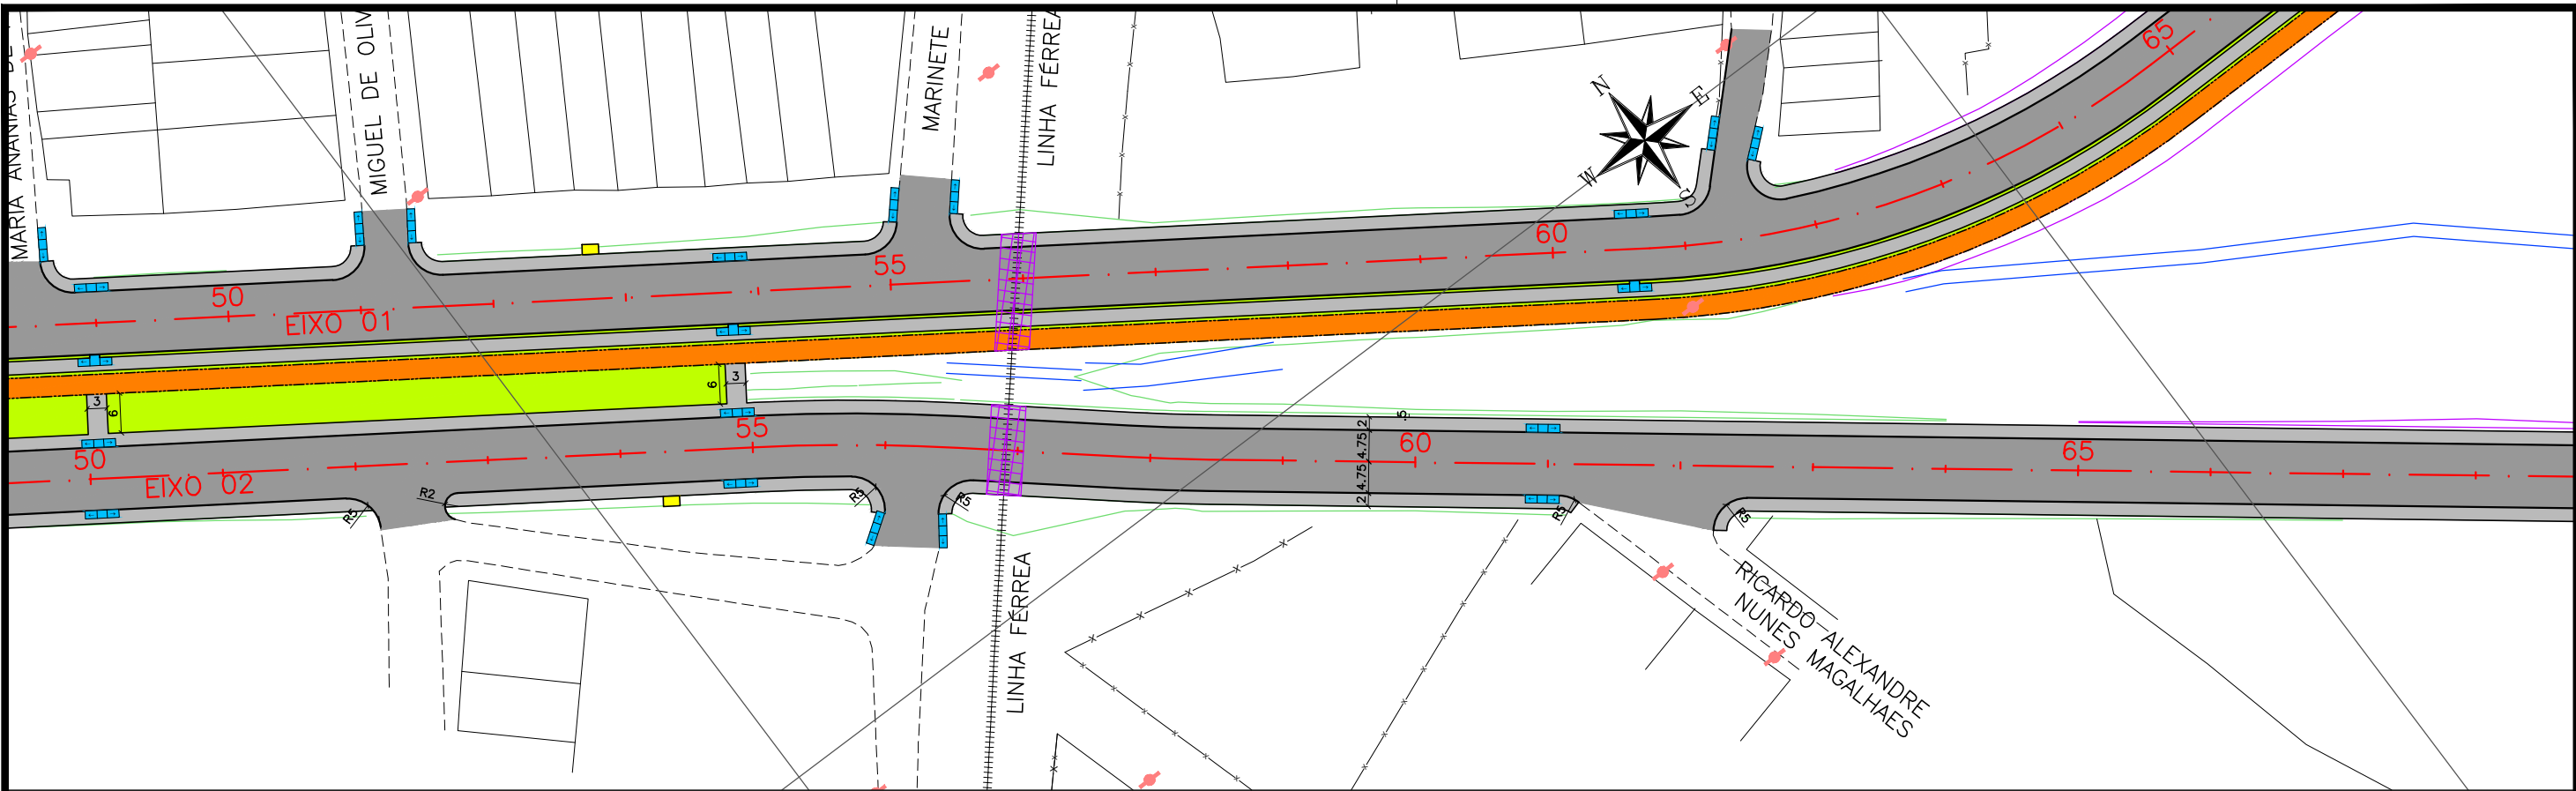 MIGUEL DE OLIV
MARINETE
LINHA FÉRREA
65
N
E
W
S
MARIA ANANIAS
60
55
50
EIXO 01
3
6
3
6
50
EIXO 02
55
60
65
R2
R5
R5
R5
R5
R5
2
4.75
4.75
2
.5
LINHA FÉRREA
RICARDO ALEXANDRE
NUNES MAGALHAES